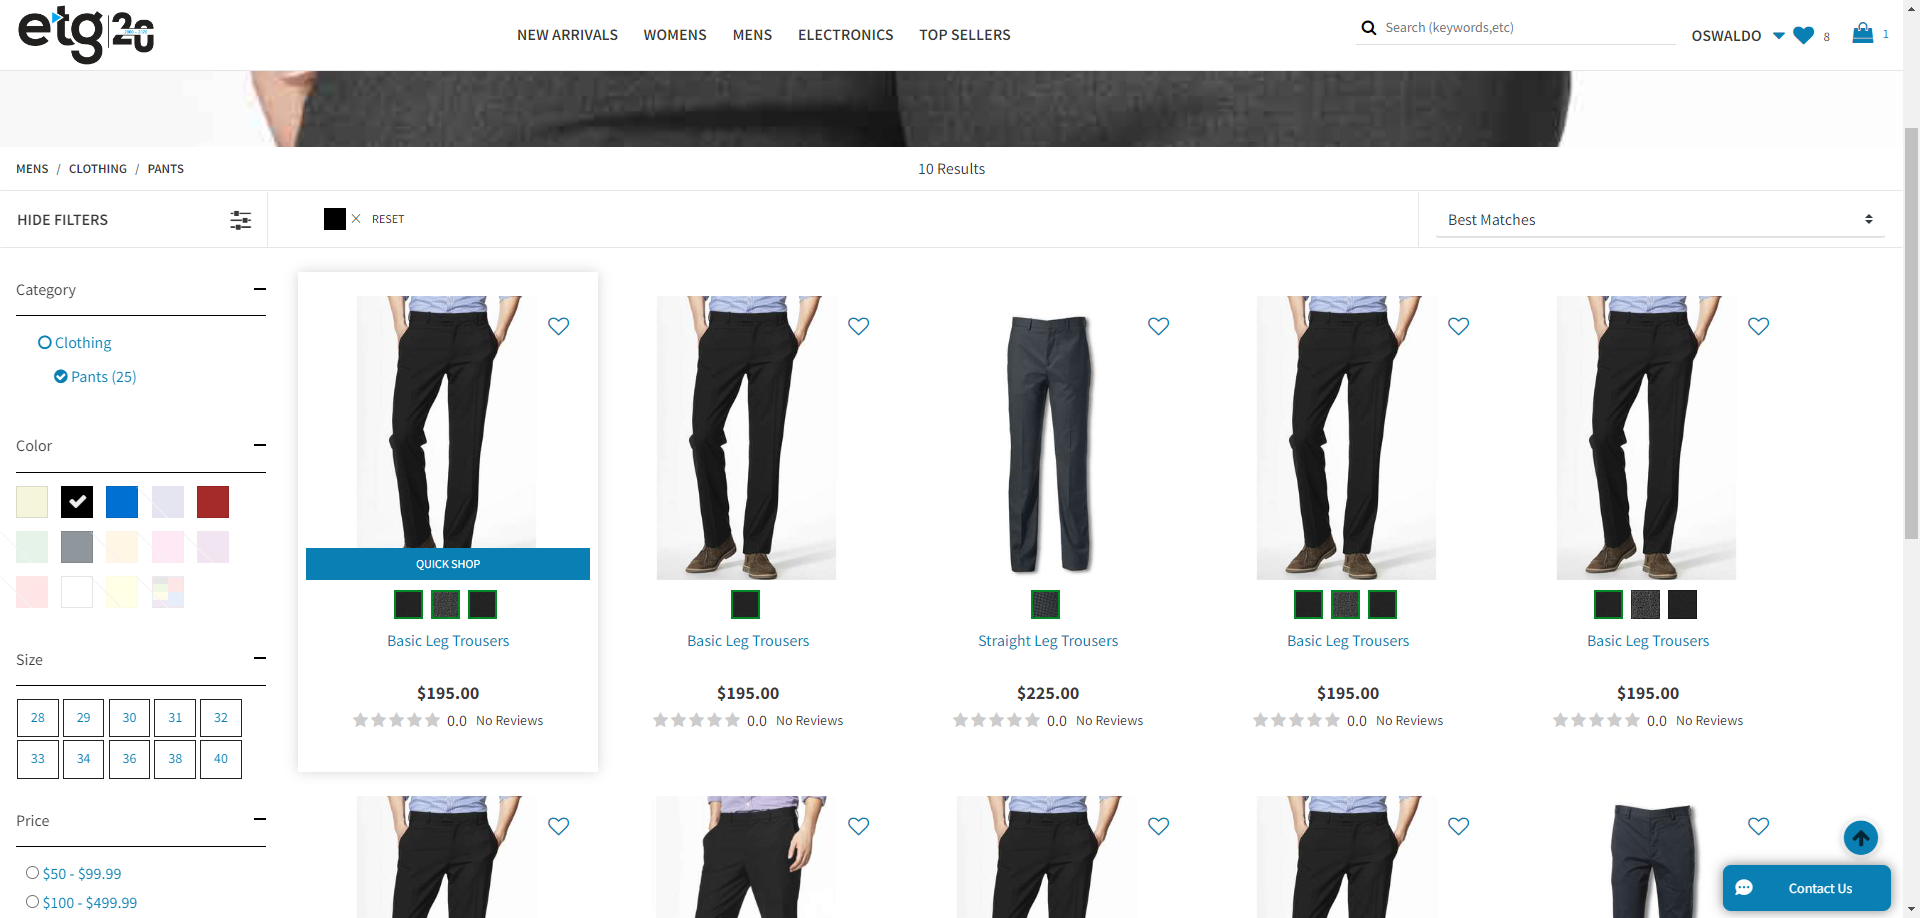 etg 20
NEW ARRIVALS WOMENS MENS ELECTRONICS TOP SELLERS
Search (keywords,etc)
OSWALDO 8 1
MENS / CLOTHING / PANTS
10 Results
HIDE FILTERS
RESET
Best Matches
Category
Clothing
Pants (25)
Color
Size
28 29 30 31 32
33 34 36 38 40
Price
$50 - $99.99
$100 - $499.99
QUICK SHOP
Basic Leg Trousers
$195.00
0.0 No Reviews
Basic Leg Trousers
$195.00
0.0 No Reviews
Straight Leg Trousers
$225.00
0.0 No Reviews
Basic Leg Trousers
$195.00
0.0 No Reviews
Basic Leg Trousers
$195.00
0.0 No Reviews
Contact Us